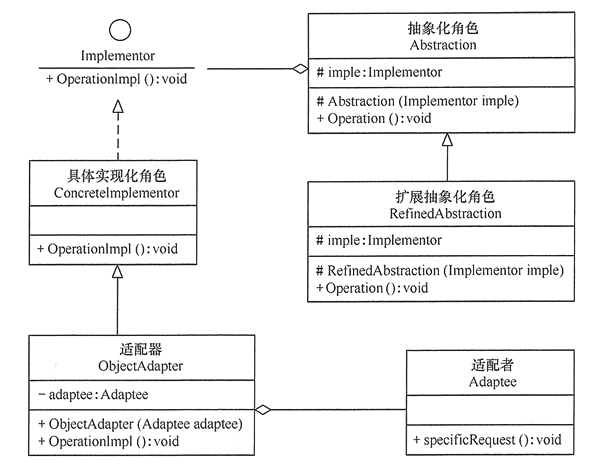 Implementor
+ OperationlmpI ( ): void
抽象化角色
Abstraction
# imple: Implementor
# Abstraction (Implementor imple)
+ Operation ( ): void
具体实现化角色
ConcreteImplementor
+ OperationImpl ( ): void
扩展抽象化角色
RefinedAbstraction
# imple: Implementor
# RefinedAbstraction (Implementor imple)
+ Operation ( ): void
适配器
ObjectAdapter
- adaptee: Adaptee
+ ObjectAdapter (Adaptee adaptee)
+ OperationImpl ( ): void
适配者
Adaptee
+ specificRequest ( ): void